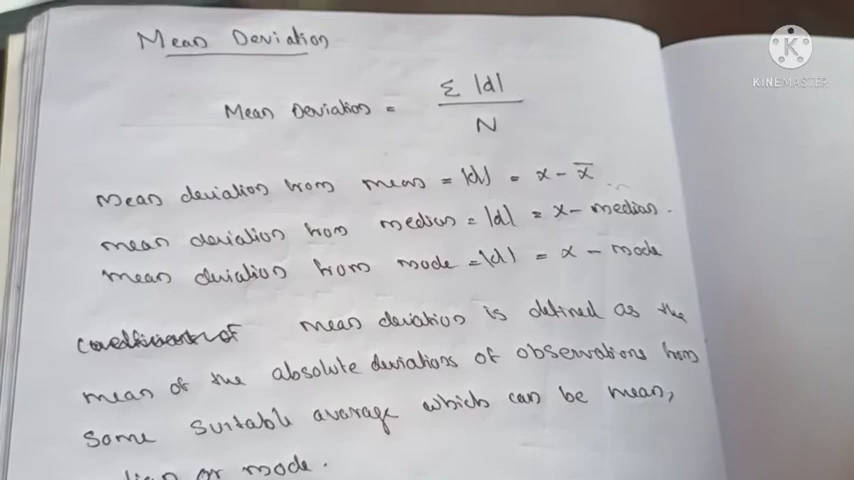 KINEMASTER
Mean Deviation
Mean Deviation = Σ |d| / N
Mean deviation from mean = |d| = x - x̄
mean deviation from median = |d| = x - median.
mean deviation from mode = |d| = x - mode
coefficient of mean deviation is defined as the
mean of the absolute deviations of observations from
some suitable avarage which can be mean,
or mode.